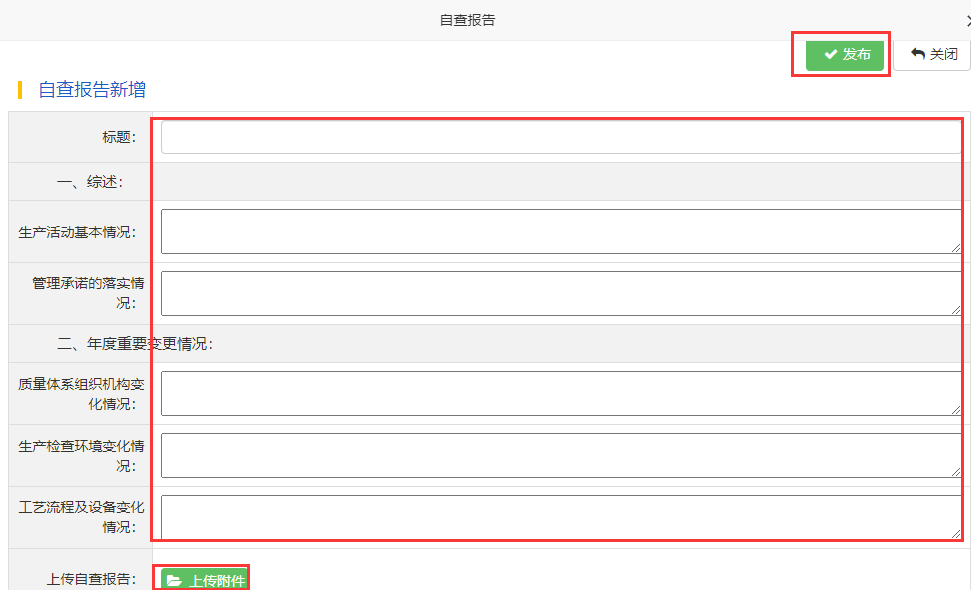 自查报告
发布
关闭
自查报告新增
标题：
一、综述：
生产活动基本情况：
管理承诺的落实情
况：
二、年度重要变更情况：
质量体系组织机构变
化情况：
生产检查环境变化情
况：
工艺流程及设备变化
情况：
上传自查报告：
上传附件